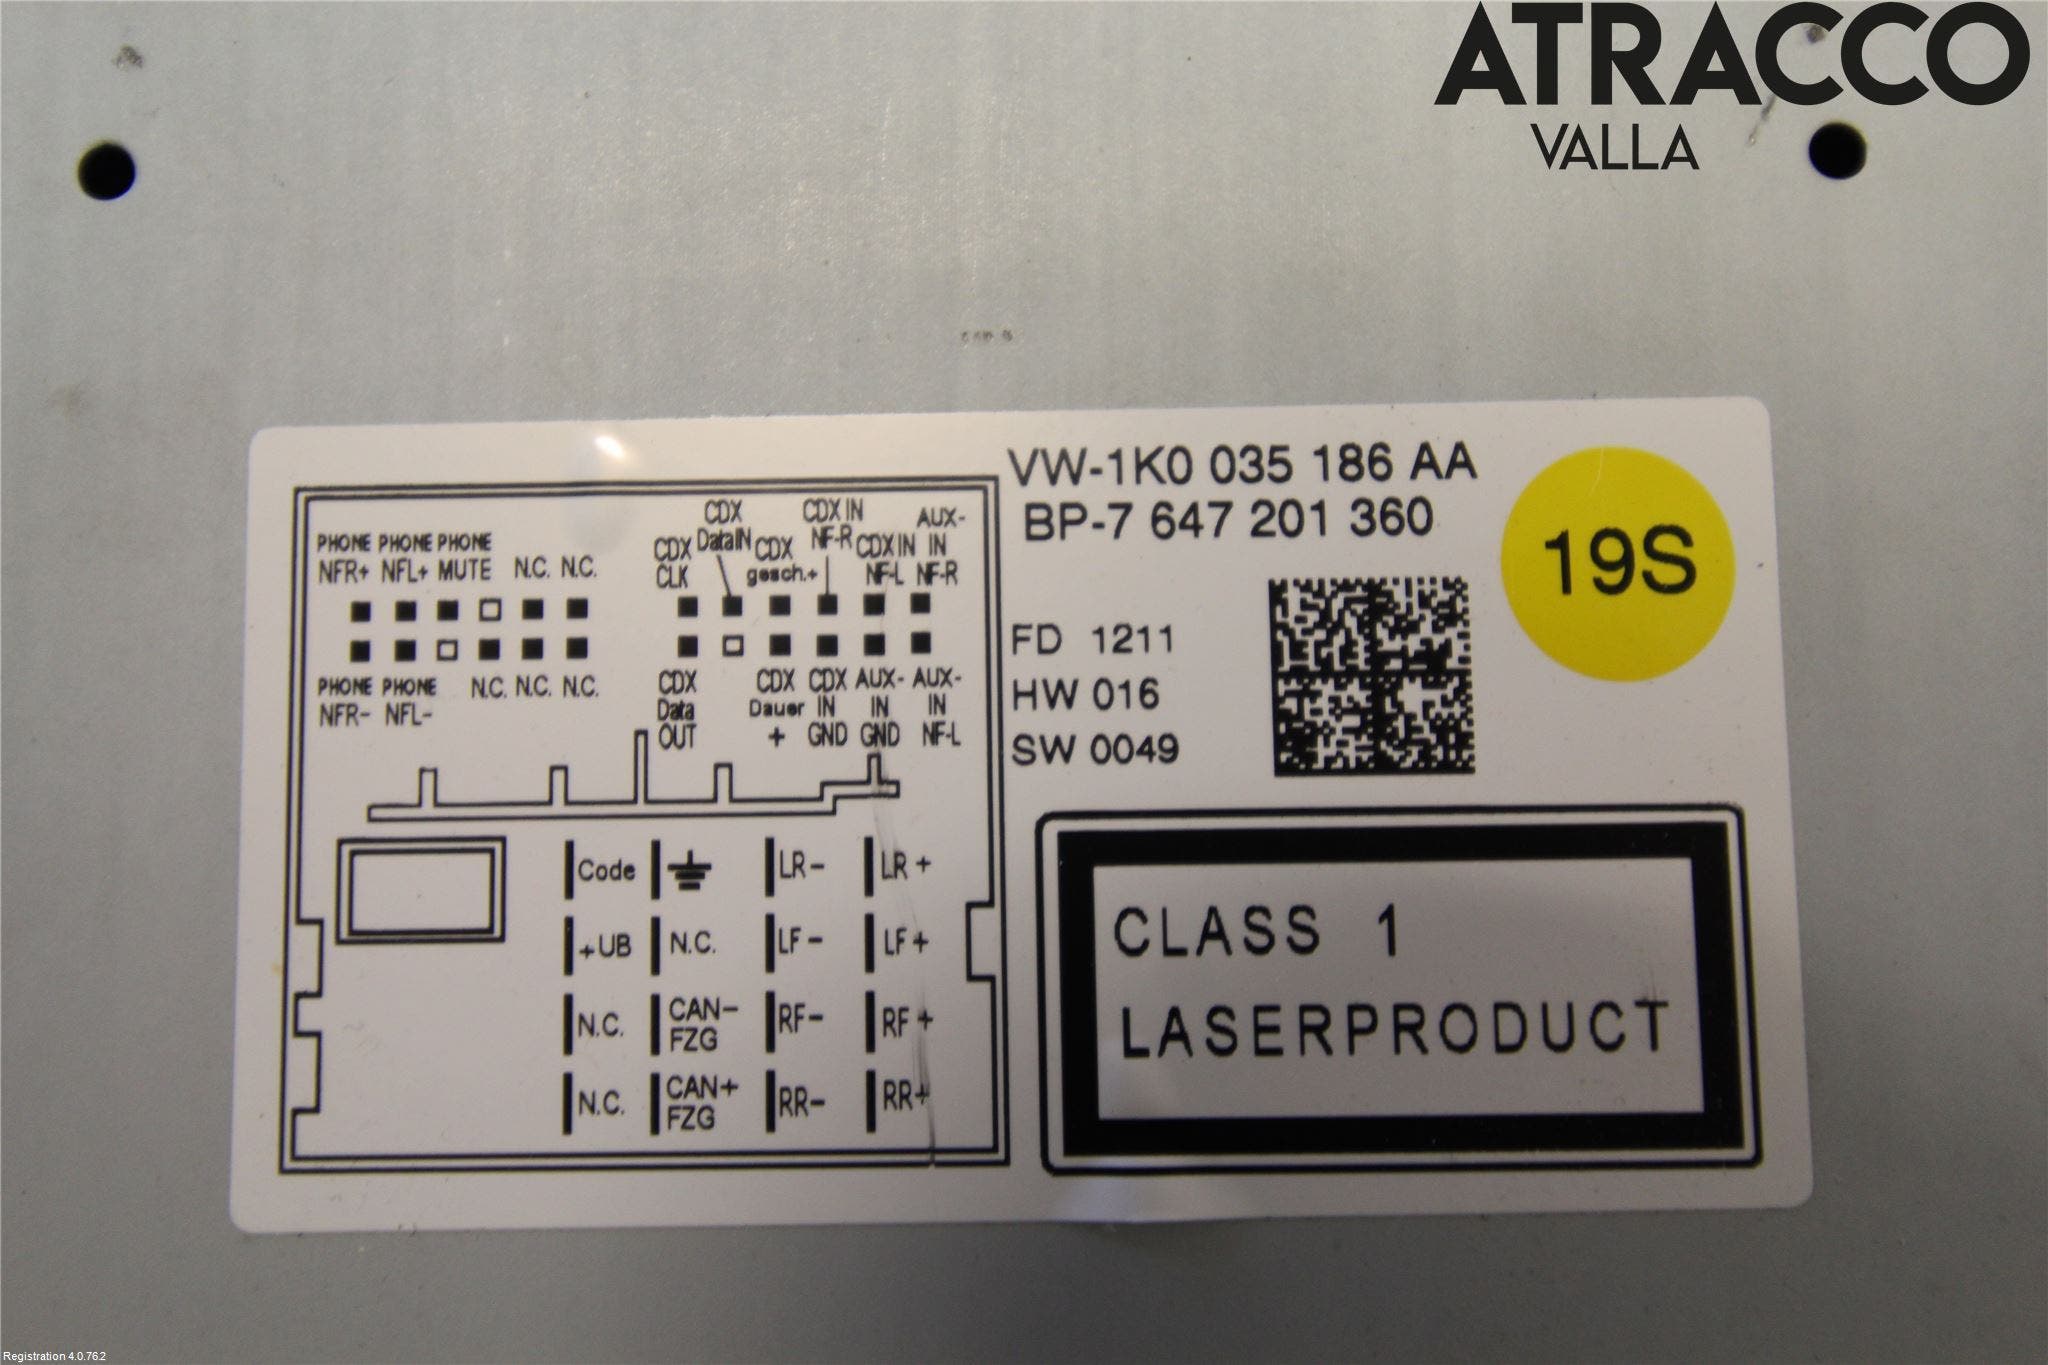 ATRACCO
VALLA
VW-1K0 035 186 AA
BP-7 647 201 360
19S
FD 1211
HW 016
SW 0049
PHONE PHONE PHONE
NFR+ NFL+ MUTE N.C. N.C.
PHONE PHONE
NFR- NFL- N.C. N.C. N.C.
CDX
CLK
CDX
DataIN
CDX
gesch.+
CDX IN
NF-R
CDX IN
NF-L
AUX-
IN
NF-R
CDX
Data
OUT
CDX
Dauer
+
CDX
IN
GND
AUX-
IN
GND
AUX-
IN
NF-L
Code LR- LR+
+UB N.C. LF- LF+
N.C. CAN- FZG RF- RF+
N.C. CAN+ FZG RR- RR+
CLASS 1
LASERPRODUCT
Registration 4.0.76.2